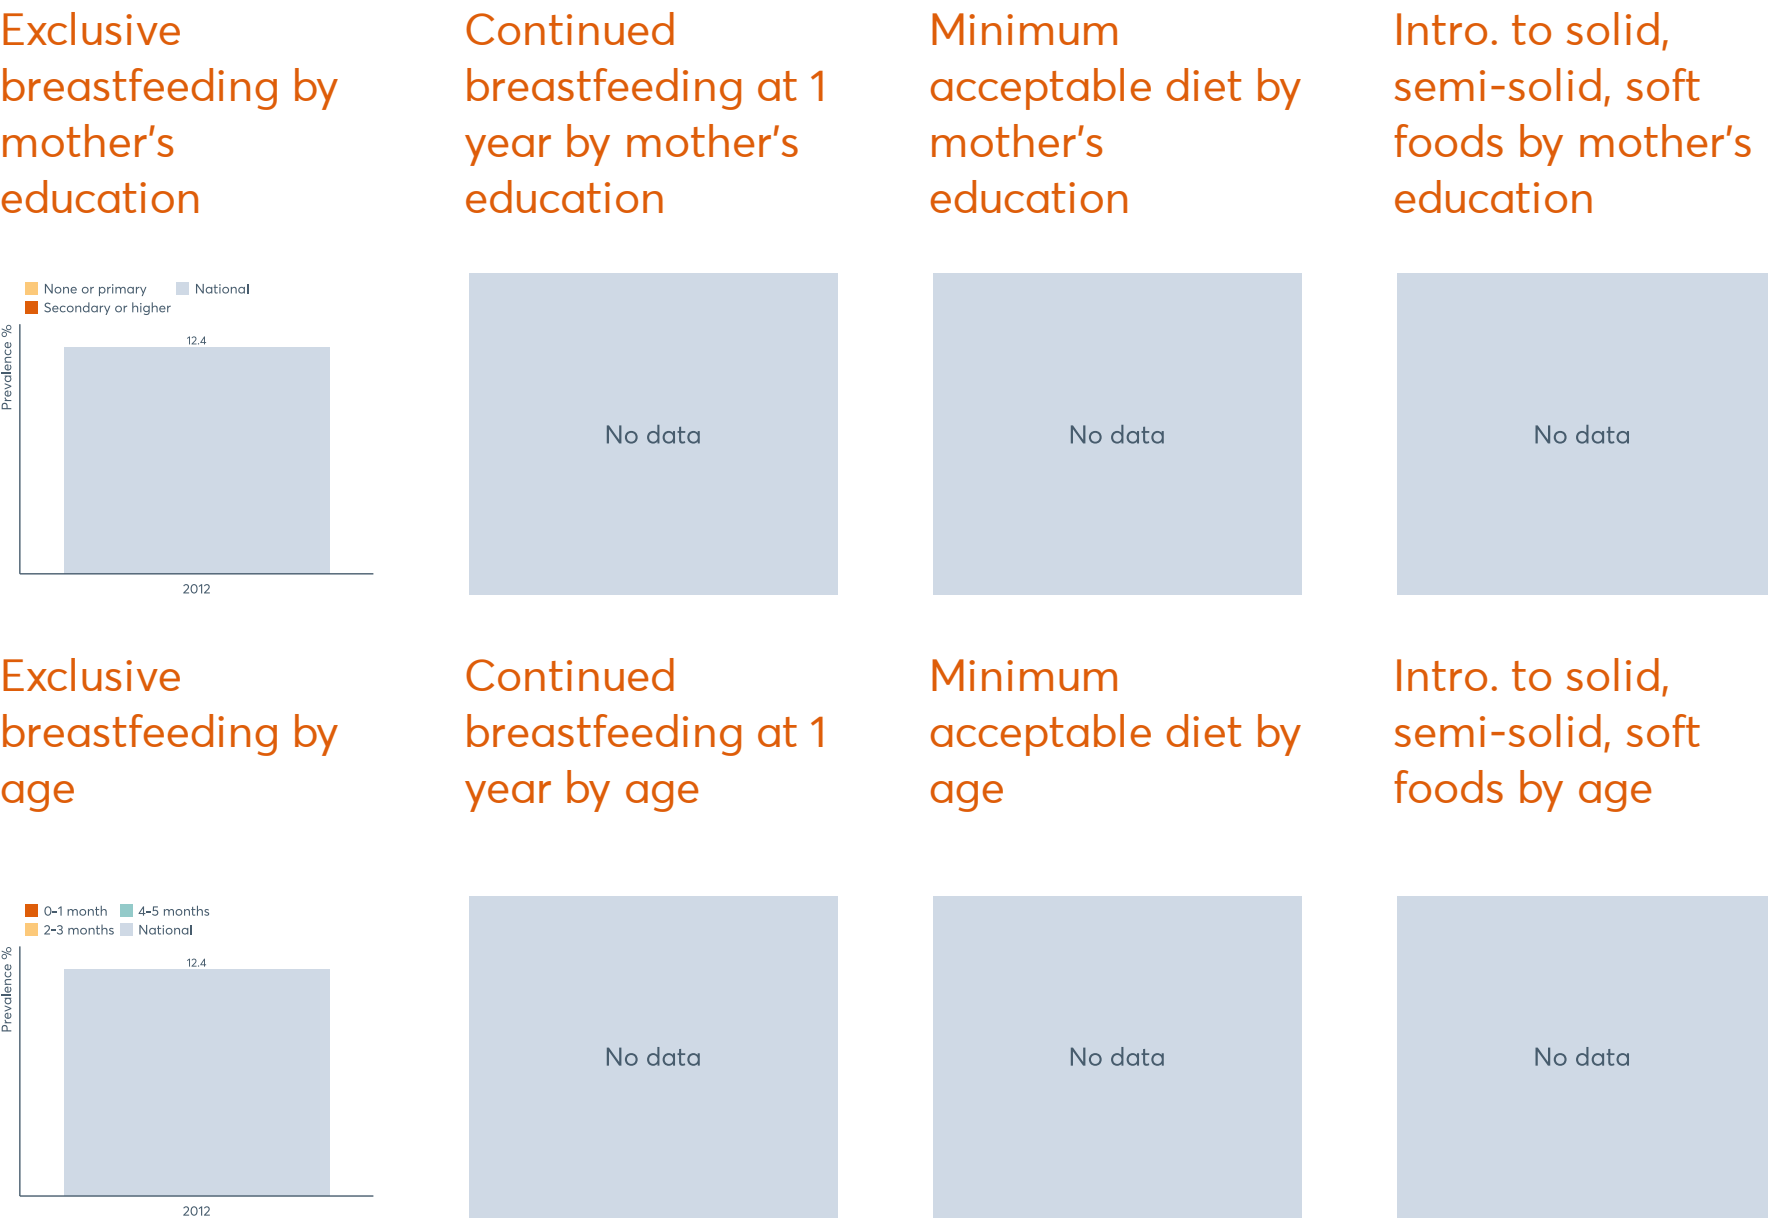 Exclusive
breastfeeding by
mother's
education
Continued
breastfeeding at 1
year by mother's
education
Minimum
acceptable diet by
mother's
education
Intro. to solid,
semi-solid, soft
foods by mother's
education
None or primary
National
Secondary or higher
Prevalence %
12.4
2012
No data
No data
No data
Exclusive
breastfeeding by
age
Continued
breastfeeding at 1
year by age
Minimum
acceptable diet by
age
Intro. to solid,
semi-solid, soft
foods by age
0-1 month
4-5 months
2-3 months
National
Prevalence %
12.4
2012
No data
No data
No data